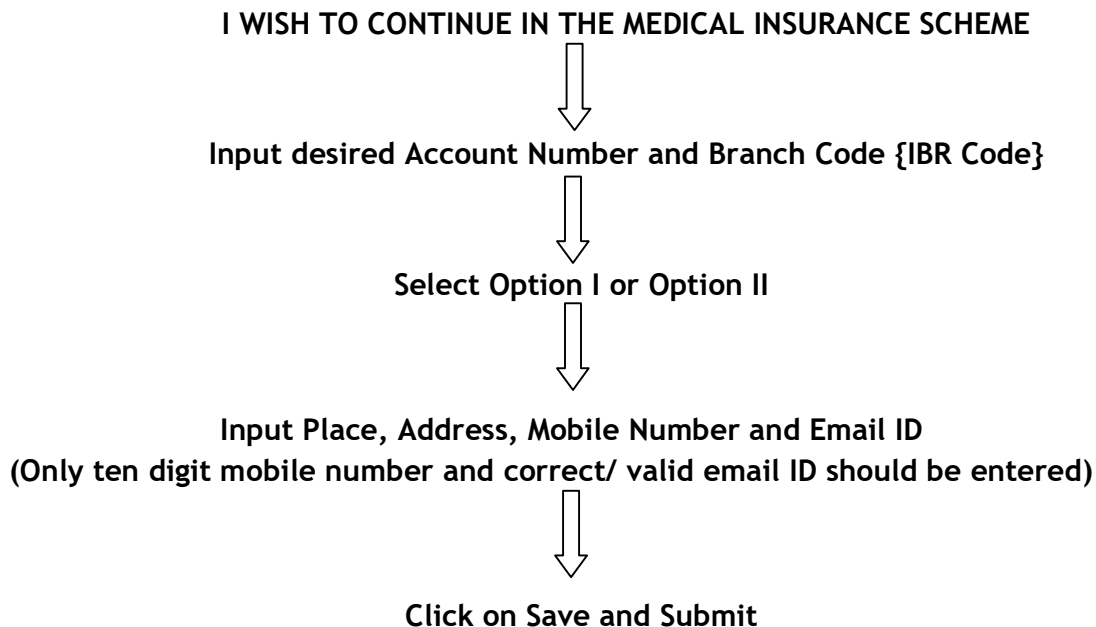 I WISH TO CONTINUE IN THE MEDICAL INSURANCE SCHEME
Input desired Account Number and Branch Code {IBR Code}
Select Option I or Option II
Input Place, Address, Mobile Number and Email ID
(Only ten digit mobile number and correct/ valid email ID should be entered)
Click on Save and Submit